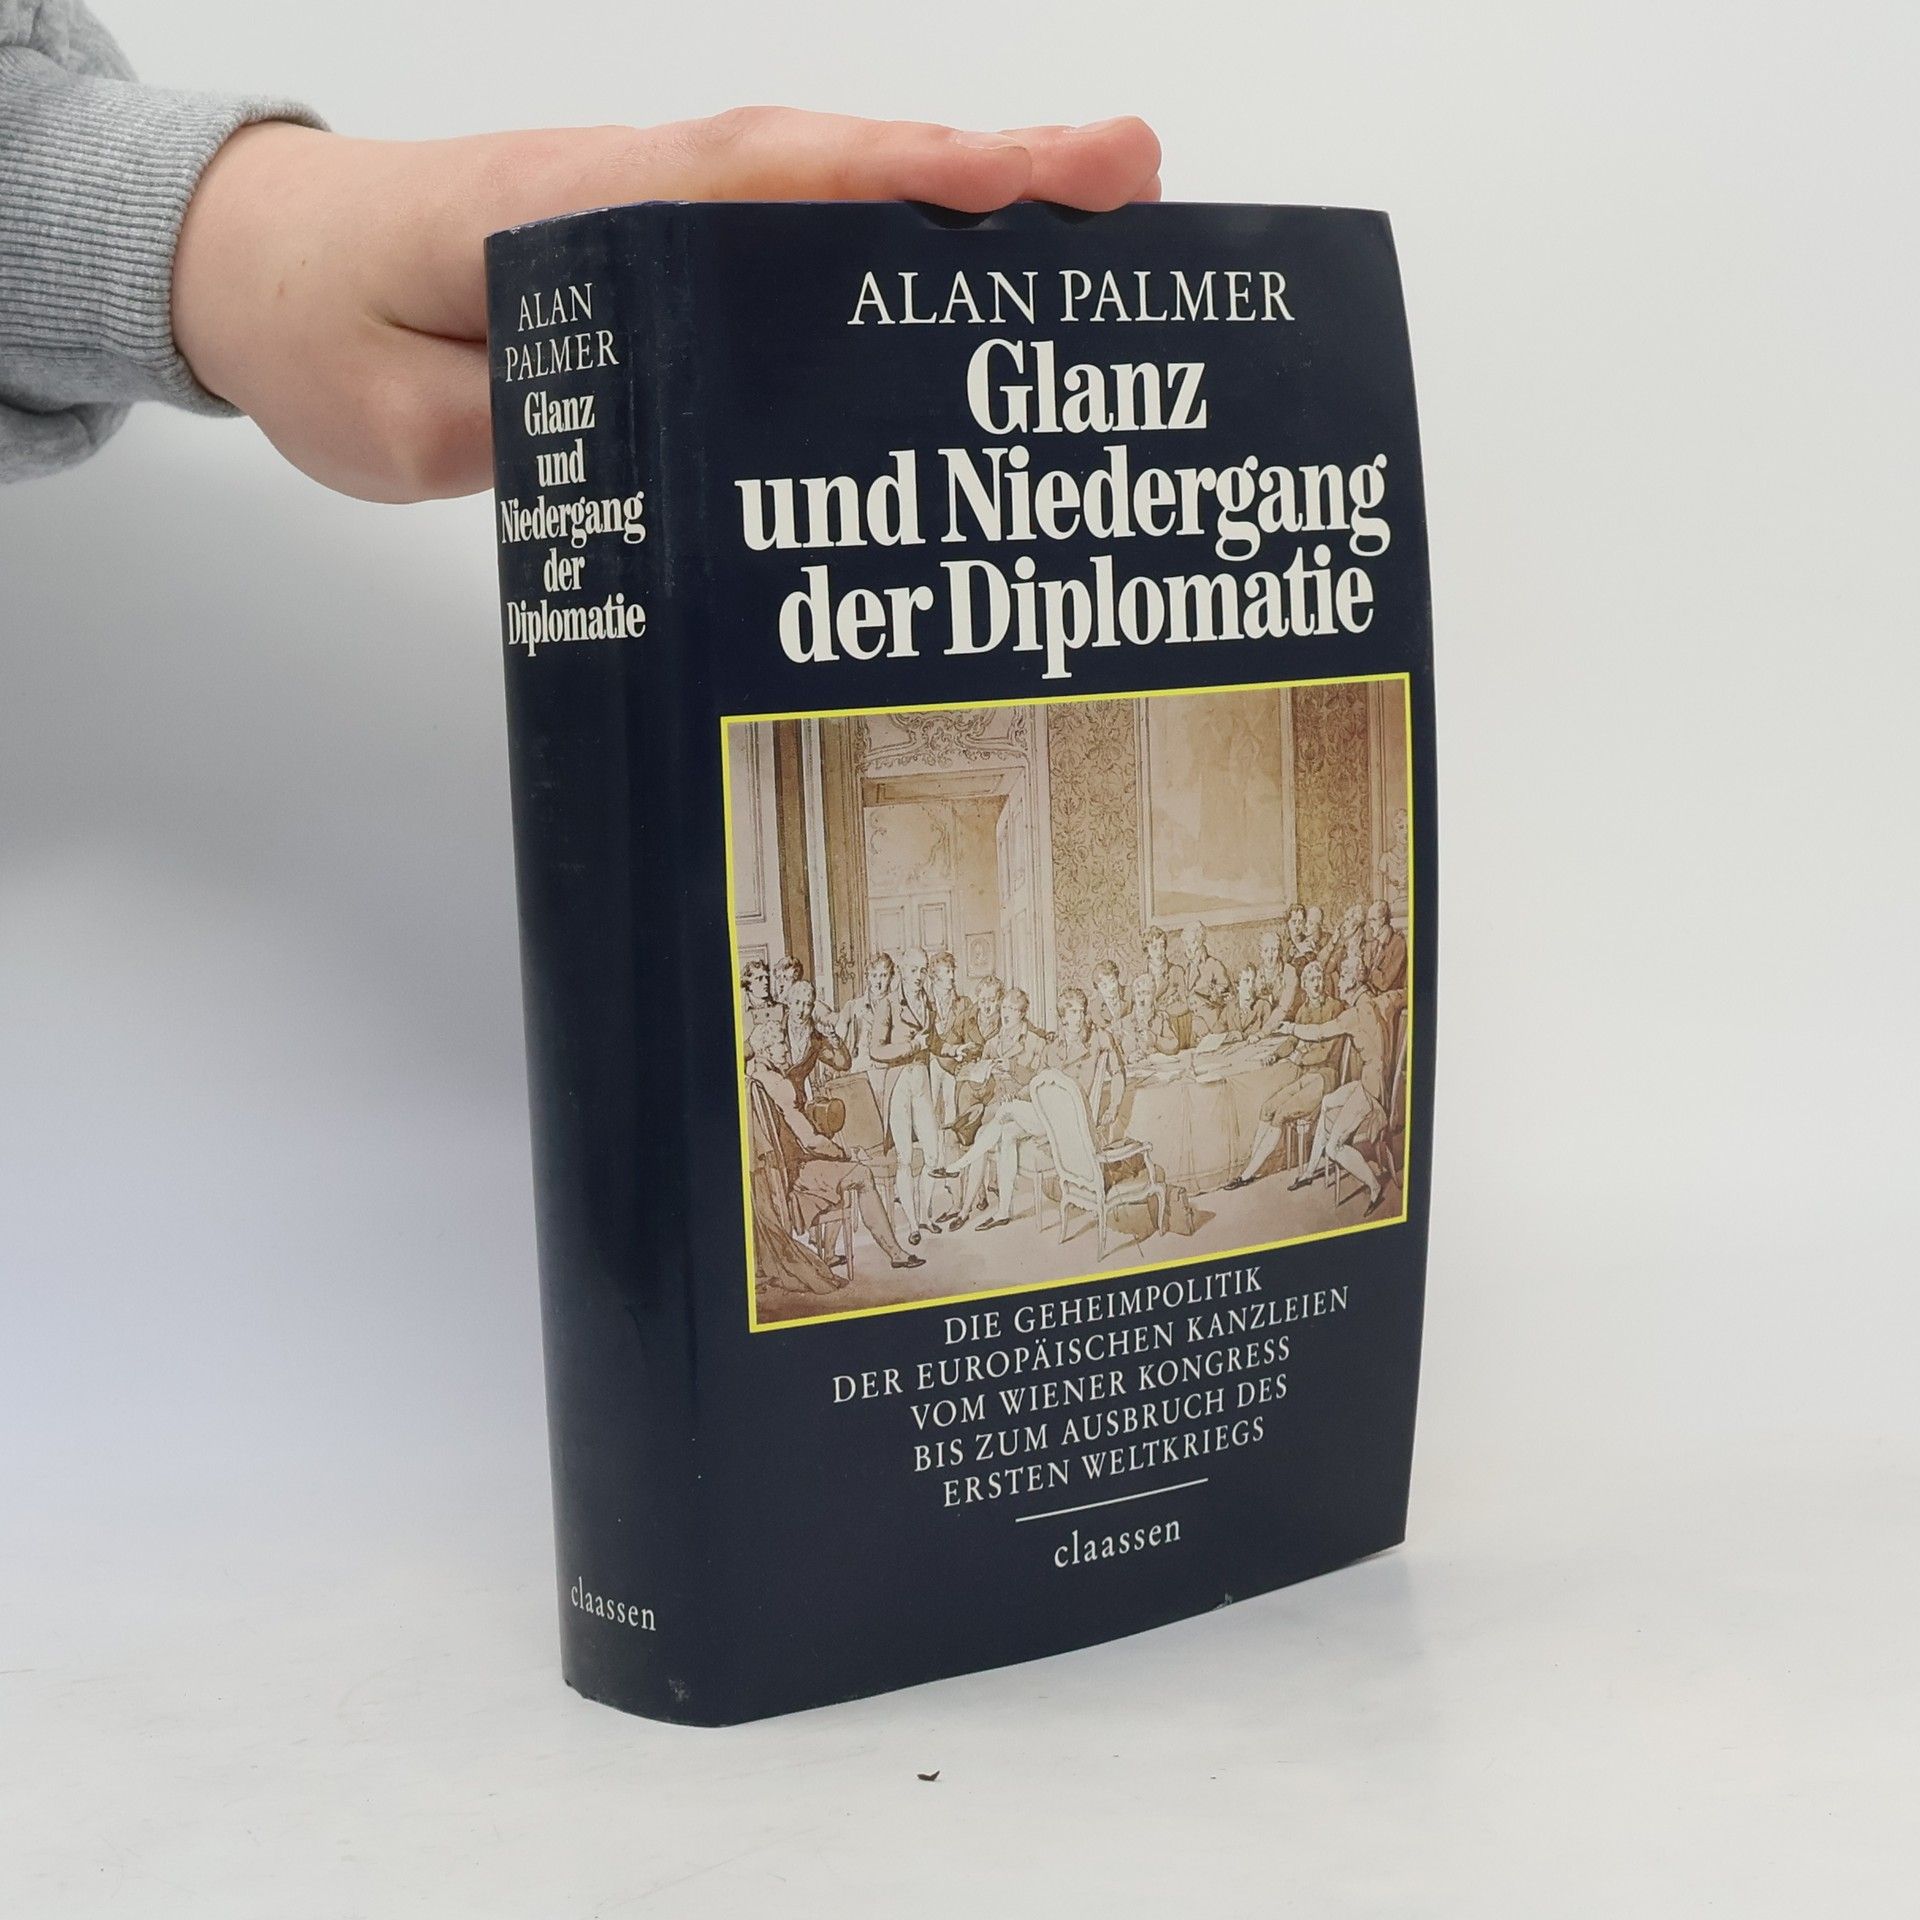 ALAN
PALMER
Glanz
und
Niedergang
der
Diplomatie
claassen
ALAN PALMER
Glanz
und Niedergang
der Diplomatie
DIE GEHEIMPOLITIK
DER EUROPÄISCHEN KANZLEIEN
VOM WIENER KONGRESS
BIS ZUM AUSBRUCH DES
ERSTEN WELTKRIEGS
claassen